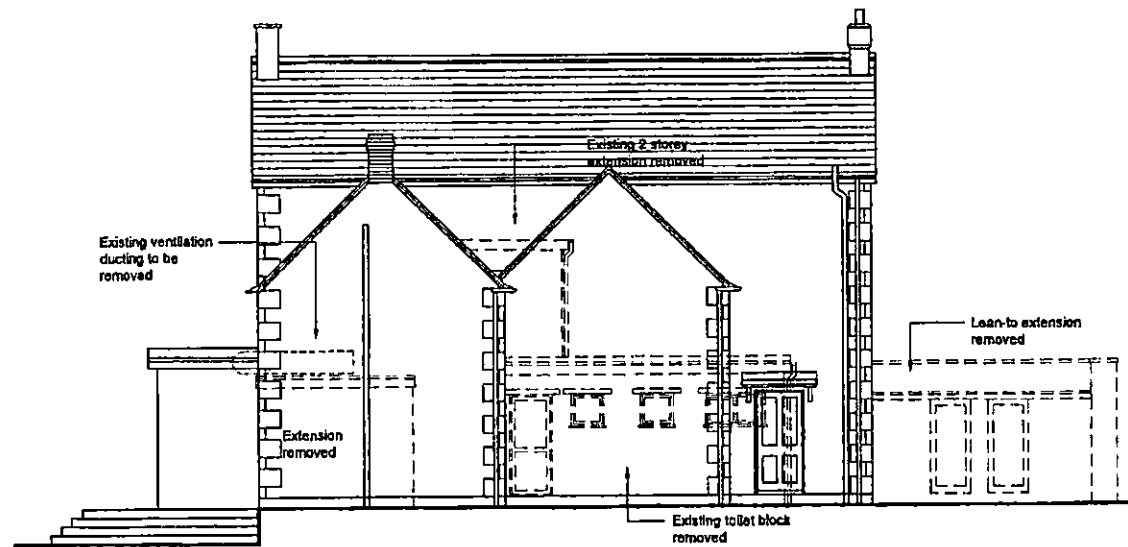 Existing 2 storey
extension removed
Existing ventilation
ducting to be
removed
Lean-to extension
removed
Extension
removed
Existing toilet block
removed